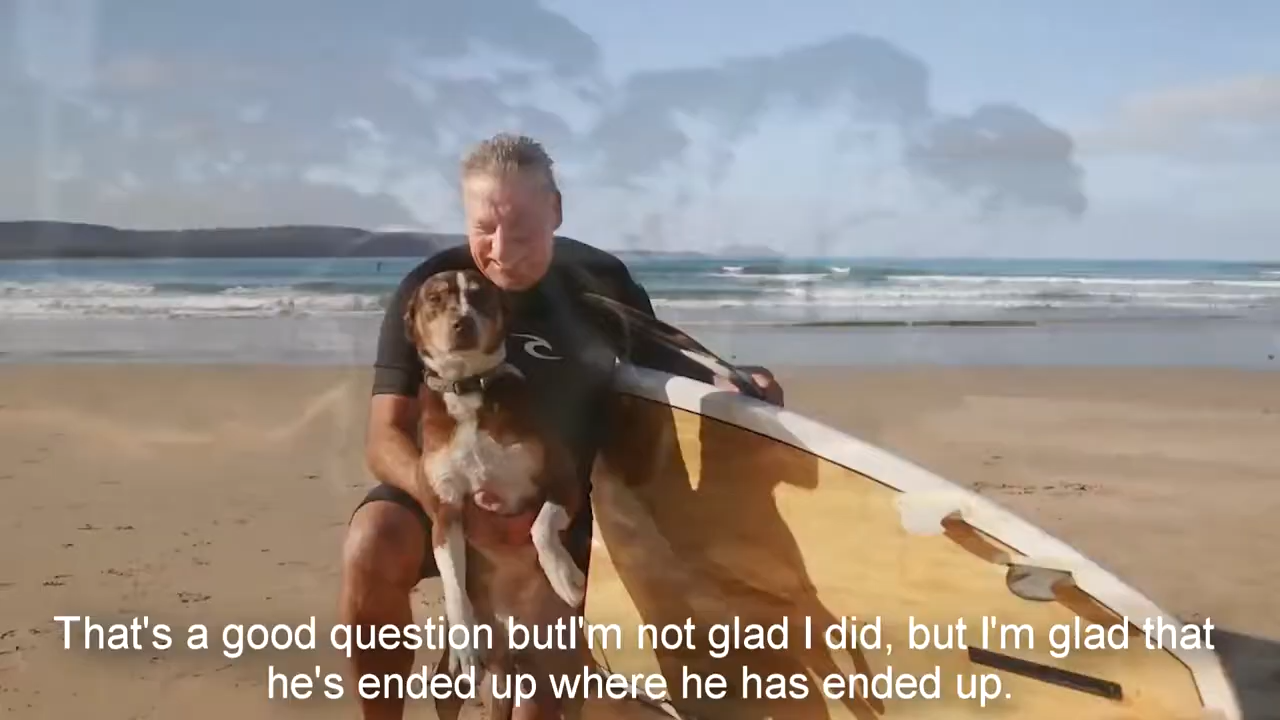 That's a good question butI'm not glad I did, but I'm glad that
he's ended up where he has ended up.